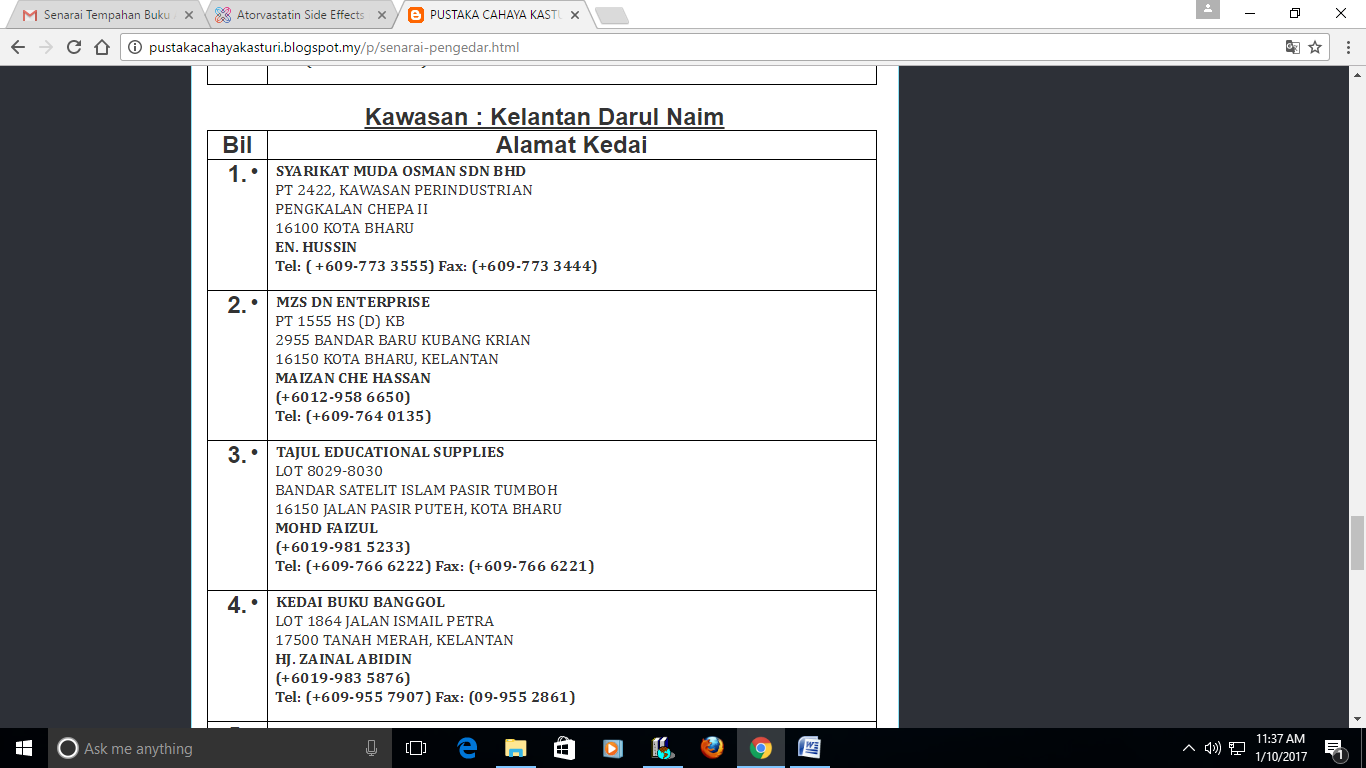 Senarai Tempahan Buku
Atorvastatin Side Effects
PUSTAKA CAHAYA KASTU
pustakacahayakasturi.blogspot.my/p/senarai-pengedar.html
Kawasan : Kelantan Darul Naim
Bil Alamat Kedai
1. • SYARIKAT MUDA OSMAN SDN BHD
PT 2422, KAWASAN PERINDUSTRIAN
PENGKALAN CHEPA II
16100 KOTA BHARU
EN. HUSSIN
Tel: ( +609-773 3555) Fax: (+609-773 3444)
2. • MZS DN ENTERPRISE
PT 1555 HS (D) KB
2955 BANDAR BARU KUBANG KRIAN
16150 KOTA BHARU, KELANTAN
MAIZAN CHE HASSAN
(+6012-958 6650)
Tel: (+609-764 0135)
3. • TAJUL EDUCATIONAL SUPPLIES
LOT 8029-8030
BANDAR SATELIT ISLAM PASIR TUMBOH
16150 JALAN PASIR PUTEH, KOTA BHARU
MOHD FAIZUL
(+6019-981 5233)
Tel: (+609-766 6222) Fax: (+609-766 6221)
4. • KEDAI BUKU BANGGOL
LOT 1864 JALAN ISMAIL PETRA
17500 TANAH MERAH, KELANTAN
HJ. ZAINAL ABIDIN
(+6019-983 5876)
Tel: (+609-955 7907) Fax: (09-955 2861)
Ask me anything
11:37 AM
1/10/2017
1